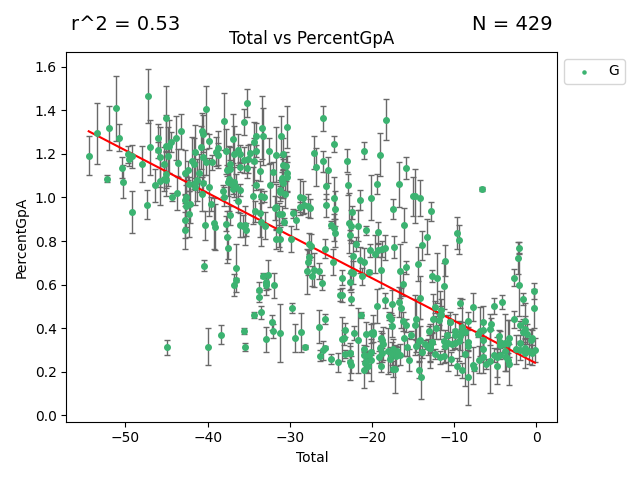 r^2 = 0.53
N = 429
Total vs PercentGpA
G
PercentGpA
1.6
1.4
1.2
1.0
0.8
0.6
0.4
0.2
0.0
−50
−40
−30
−20
−10
0
Total